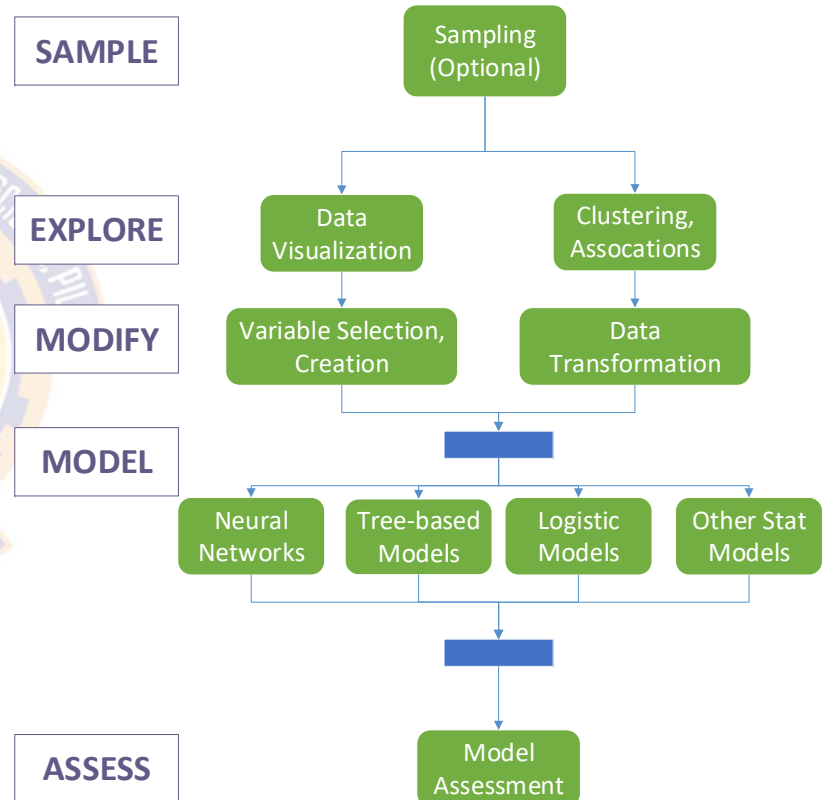 SAMPLE
Sampling
(Optional)
EXPLORE
Data
Visualization
Clustering,
Assocations
MODIFY
Variable Selection,
Creation
Data
Transformation
MODEL
Neural
Networks
Tree-based
Models
Logistic
Models
Other Stat
Models
ASSESS
Model
Assessment